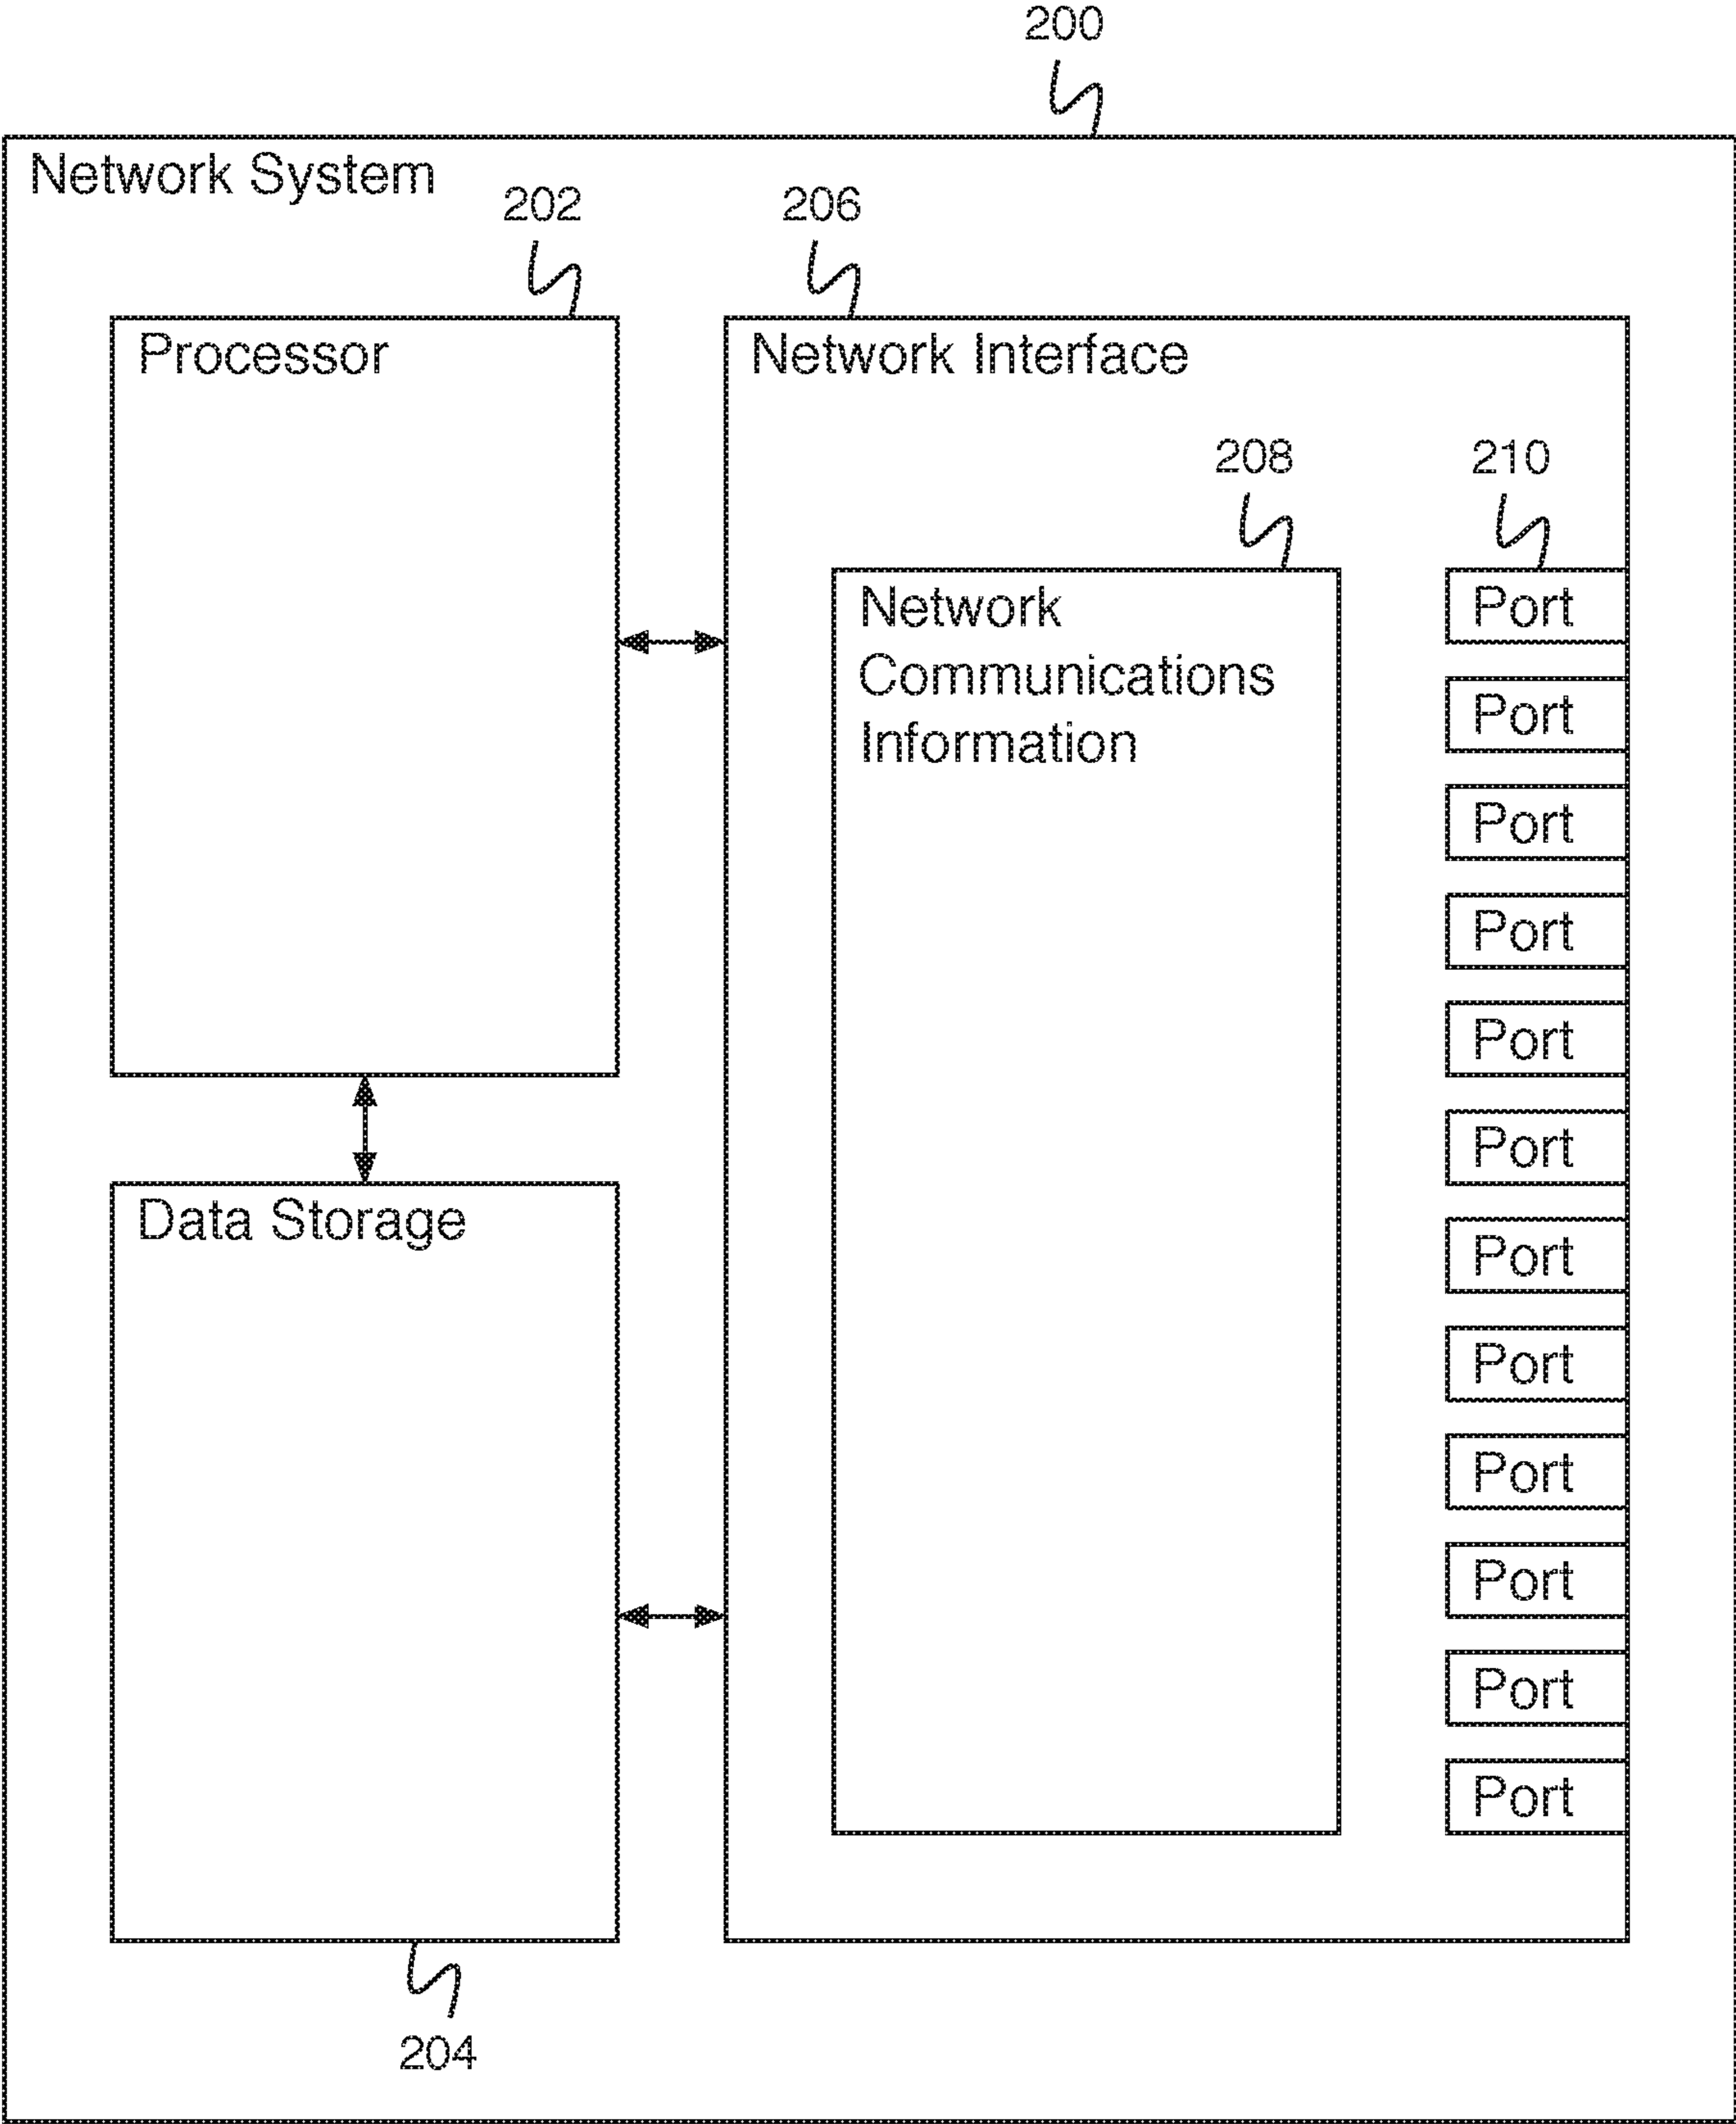 200
Network System
202
206
Processor
Network Interface
208
210
Network
Communications
Information
Port
Port
Port
Port
Port
Port
Port
Port
Port
Port
Port
Port
Data Storage
204